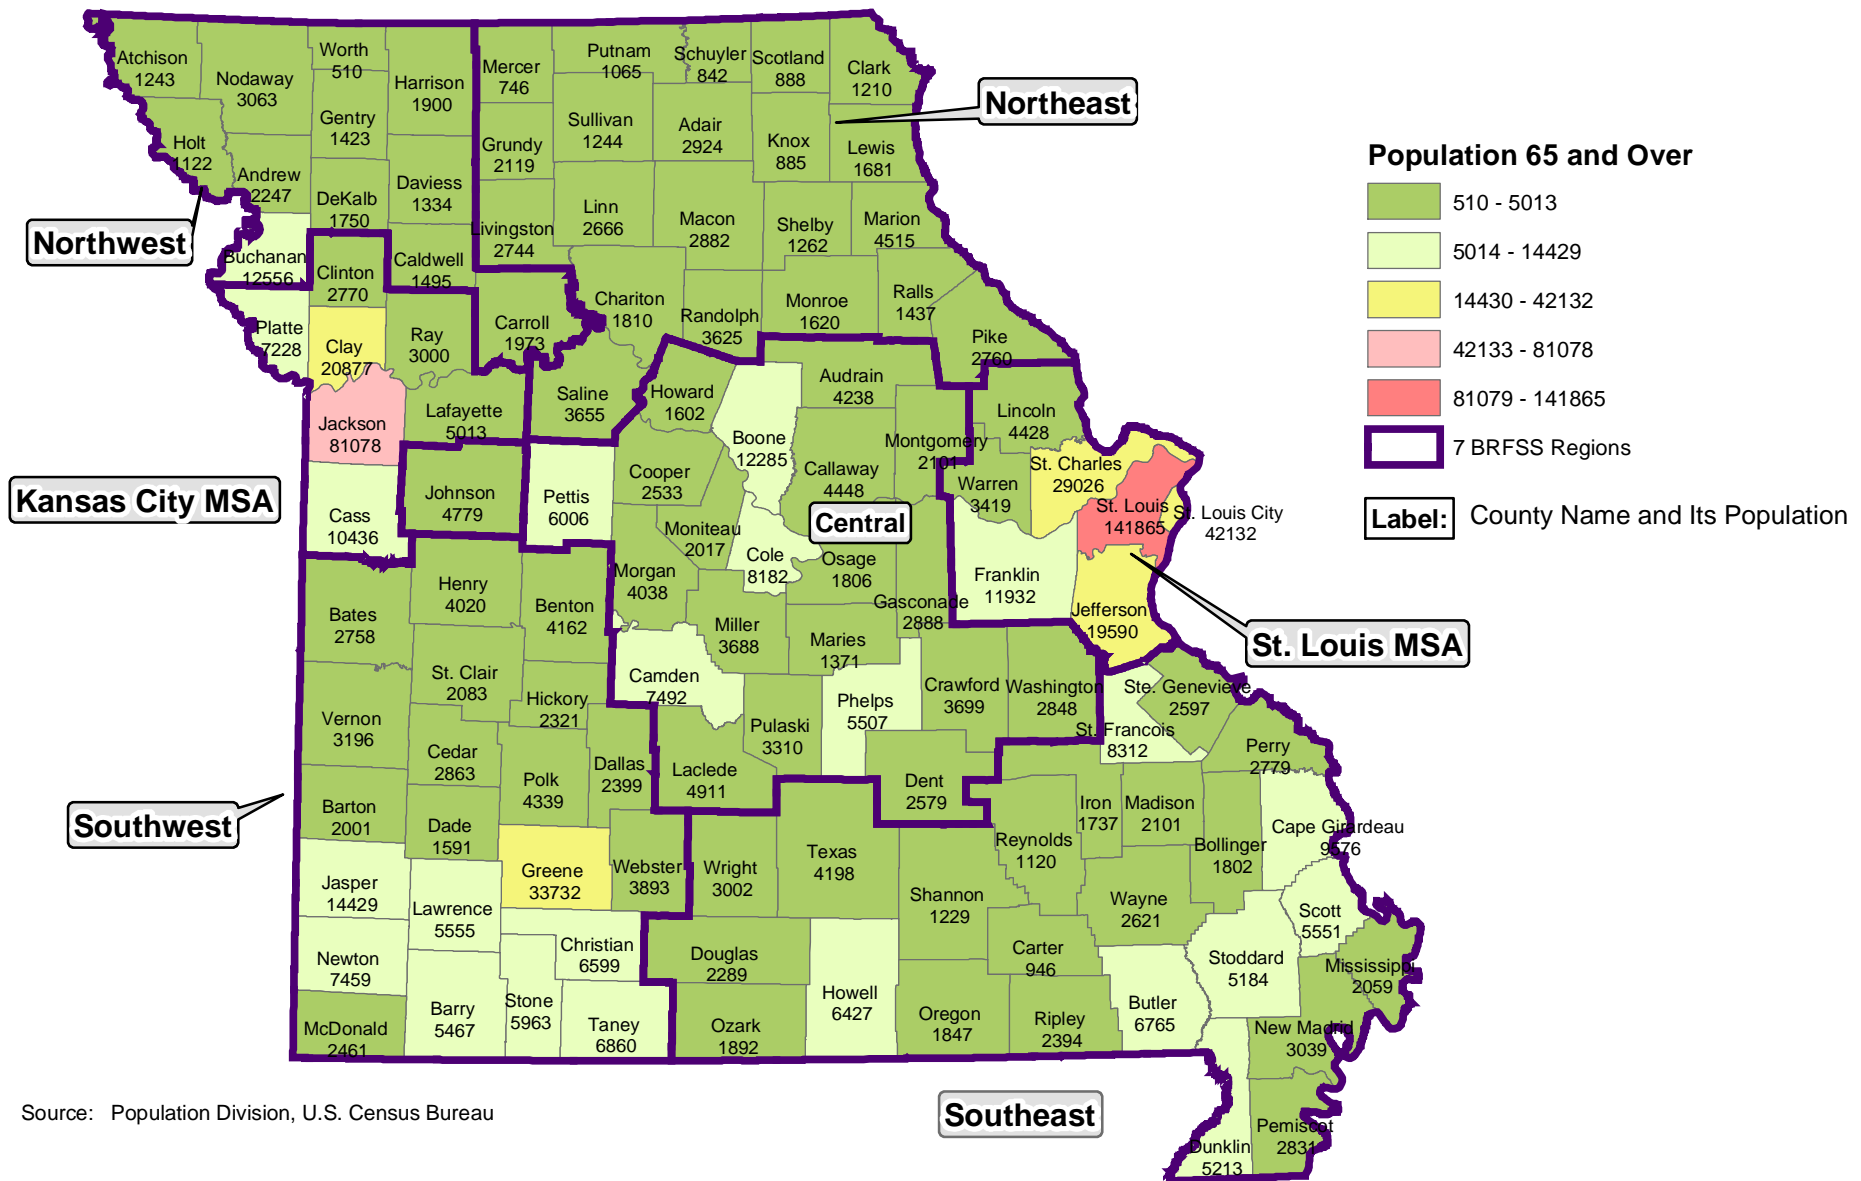 Atchison
1243
Nodaway
3063
Worth
510
Harrison
1900
Mercer
746
Putnam
1065
Schuyler
842
Scotland
888
Clark
1210
Holt
1122
Gentry
1423
Grundy
2119
Sullivan
1244
Adair
2924
Knox
885
Lewis
1681
Northeast
Andrew
2247
DeKalb
1750
Daviess
1334
Livingston
2744
Linn
2666
Macon
2882
Shelby
1262
Marion
4515
Northwest
Buchanan
12556
Clinton
2770
Caldwell
1495
Carroll
1973
Chariton
1810
Randolph
3625
Monroe
1620
Ralls
1437
Pike
2760
Platte
7228
Clay
20877
Ray
3000
Jackson
81078
Lafayette
5013
Saline
3655
Howard
1602
Boone
12285
Audrain
4238
Callaway
4448
Montgomery
2101
Lincoln
4428
Warren
3419
St. Charles
29026
St. Louis
141865
St. Louis City
42132
Kansas City MSA
Cass
10436
Johnson
4779
Pettis
6006
Cooper
2533
Moniteau
2017
Central
Cole
8182
Osage
1806
Gasconade
2888
Franklin
11932
Jefferson
19590
St. Louis MSA
Bates
2758
Henry
4020
Benton
4162
Morgan
4038
Miller
3688
Maries
1371
St. Clair
2083
Hickory
2321
Camden
7492
Pulaski
3310
Phelps
5507
Crawford
3699
Washington
2848
Ste. Genevieve
2597
St. Francois
8312
Perry
2779
Vernon
3196
Cedar
2863
Polk
4339
Dallas
2399
Laclede
4911
Dent
2579
Southwest
Barton
2001
Dade
1591
Greene
33732
Webster
3893
Wright
3002
Texas
4198
Shannon
1229
Reynolds
1120
Iron
1737
Madison
2101
Bollinger
1802
Cape Girardeau
9576
Jasper
14429
Lawrence
5555
Christian
6599
Douglas
2289
Howell
6427
Carter
946
Wayne
2621
Stoddard
5184
Scott
5551
Mississippi
2059
Newton
7459
Barry
5467
Stone
5963
Taney
6860
Ozark
1892
Oregon
1847
Ripley
2394
Butler
6765
New Madrid
3039
McDonald
2461
Dunklin
5213
Pemiscot
2831
Southeast
Population 65 and Over
510 - 5013
5014 - 14429
14430 - 42132
42133 - 81078
81079 - 141865
7 BRFSS Regions
Label: County Name and Its Population
Source: Population Division, U.S. Census Bureau